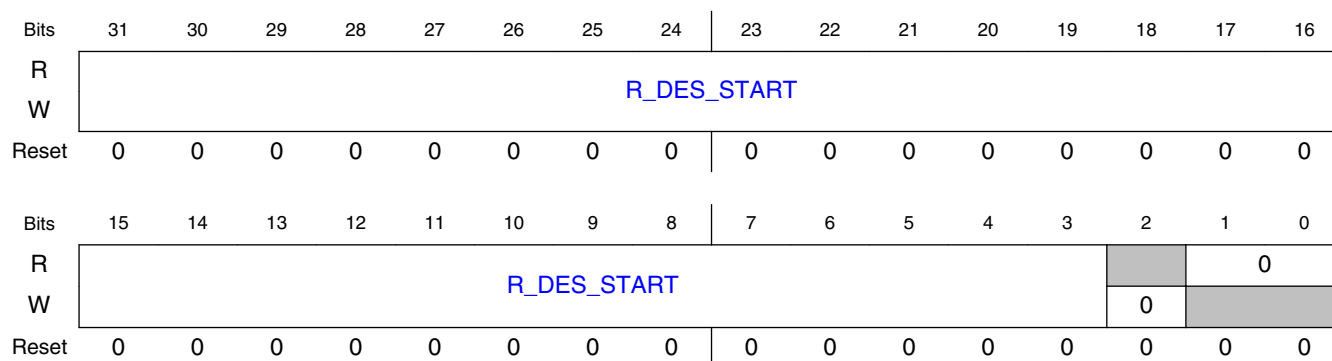 Bits 31 30 29 28 27 26 25 24 23 22 21 20 19 18 17 16
R
R_DES_START
W
Reset 0 0 0 0 0 0 0 0 0 0 0 0 0 0 0 0
Bits 15 14 13 12 11 10 9 8 7 6 5 4 3 2 1 0
R 0
R_DES_START
W 0
Reset 0 0 0 0 0 0 0 0 0 0 0 0 0 0 0 0